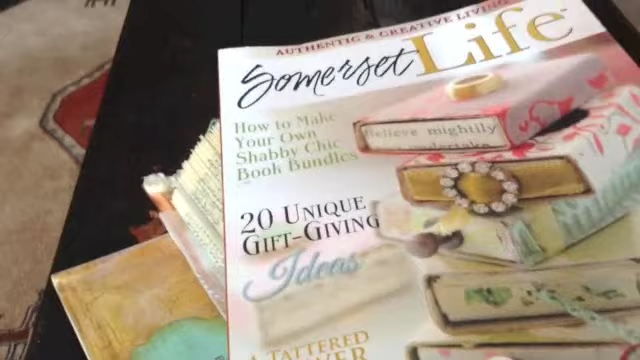 AUTHENTIC & CREATIVE LIVING
Somerset Life
How to Make
Your Own
Shabby Chic
Book Bundles
Believe mightily
20 UNIQUE
GIFT-GIVING
Ideas
A TATTERED